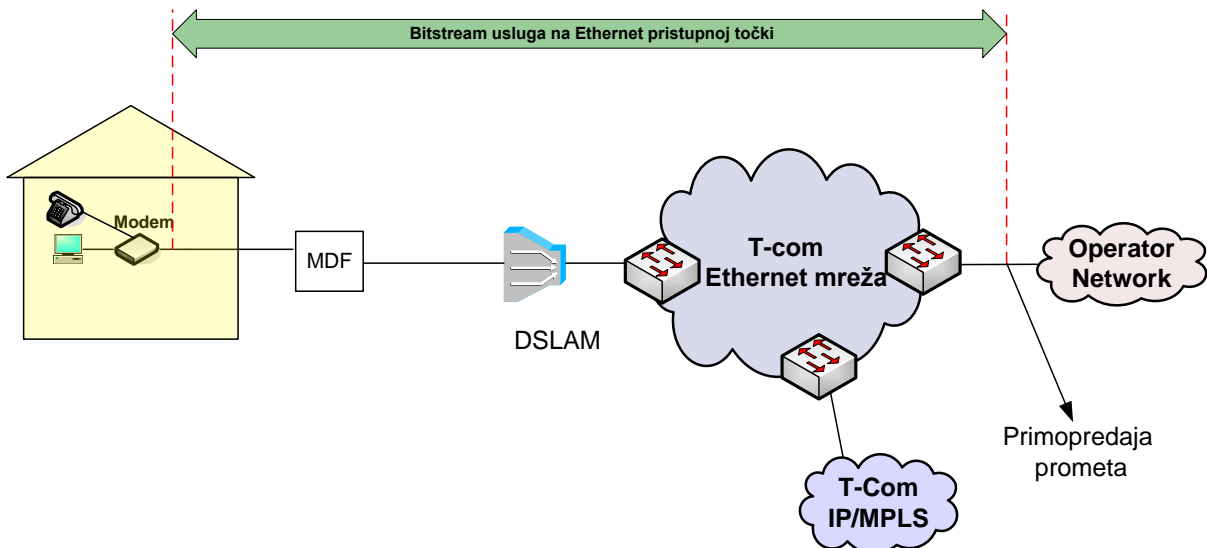 Bitstream usluga na Ethernet pristupnoj točki
Modem
MDF
DSLAM
T-com
Ethernet mreža
Operator
Network
Primopredaja
prometa
T-Com
IP/MPLS